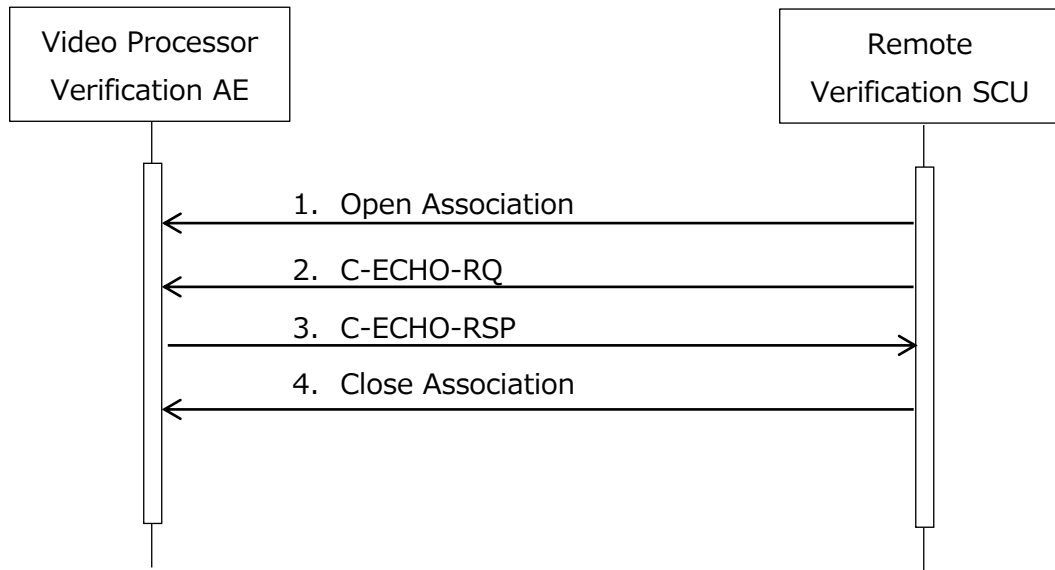 Video Processor
Verification AE
Remote
Verification SCU
1. Open Association
2. C-ECHO-RQ
3. C-ECHO-RSP
4. Close Association